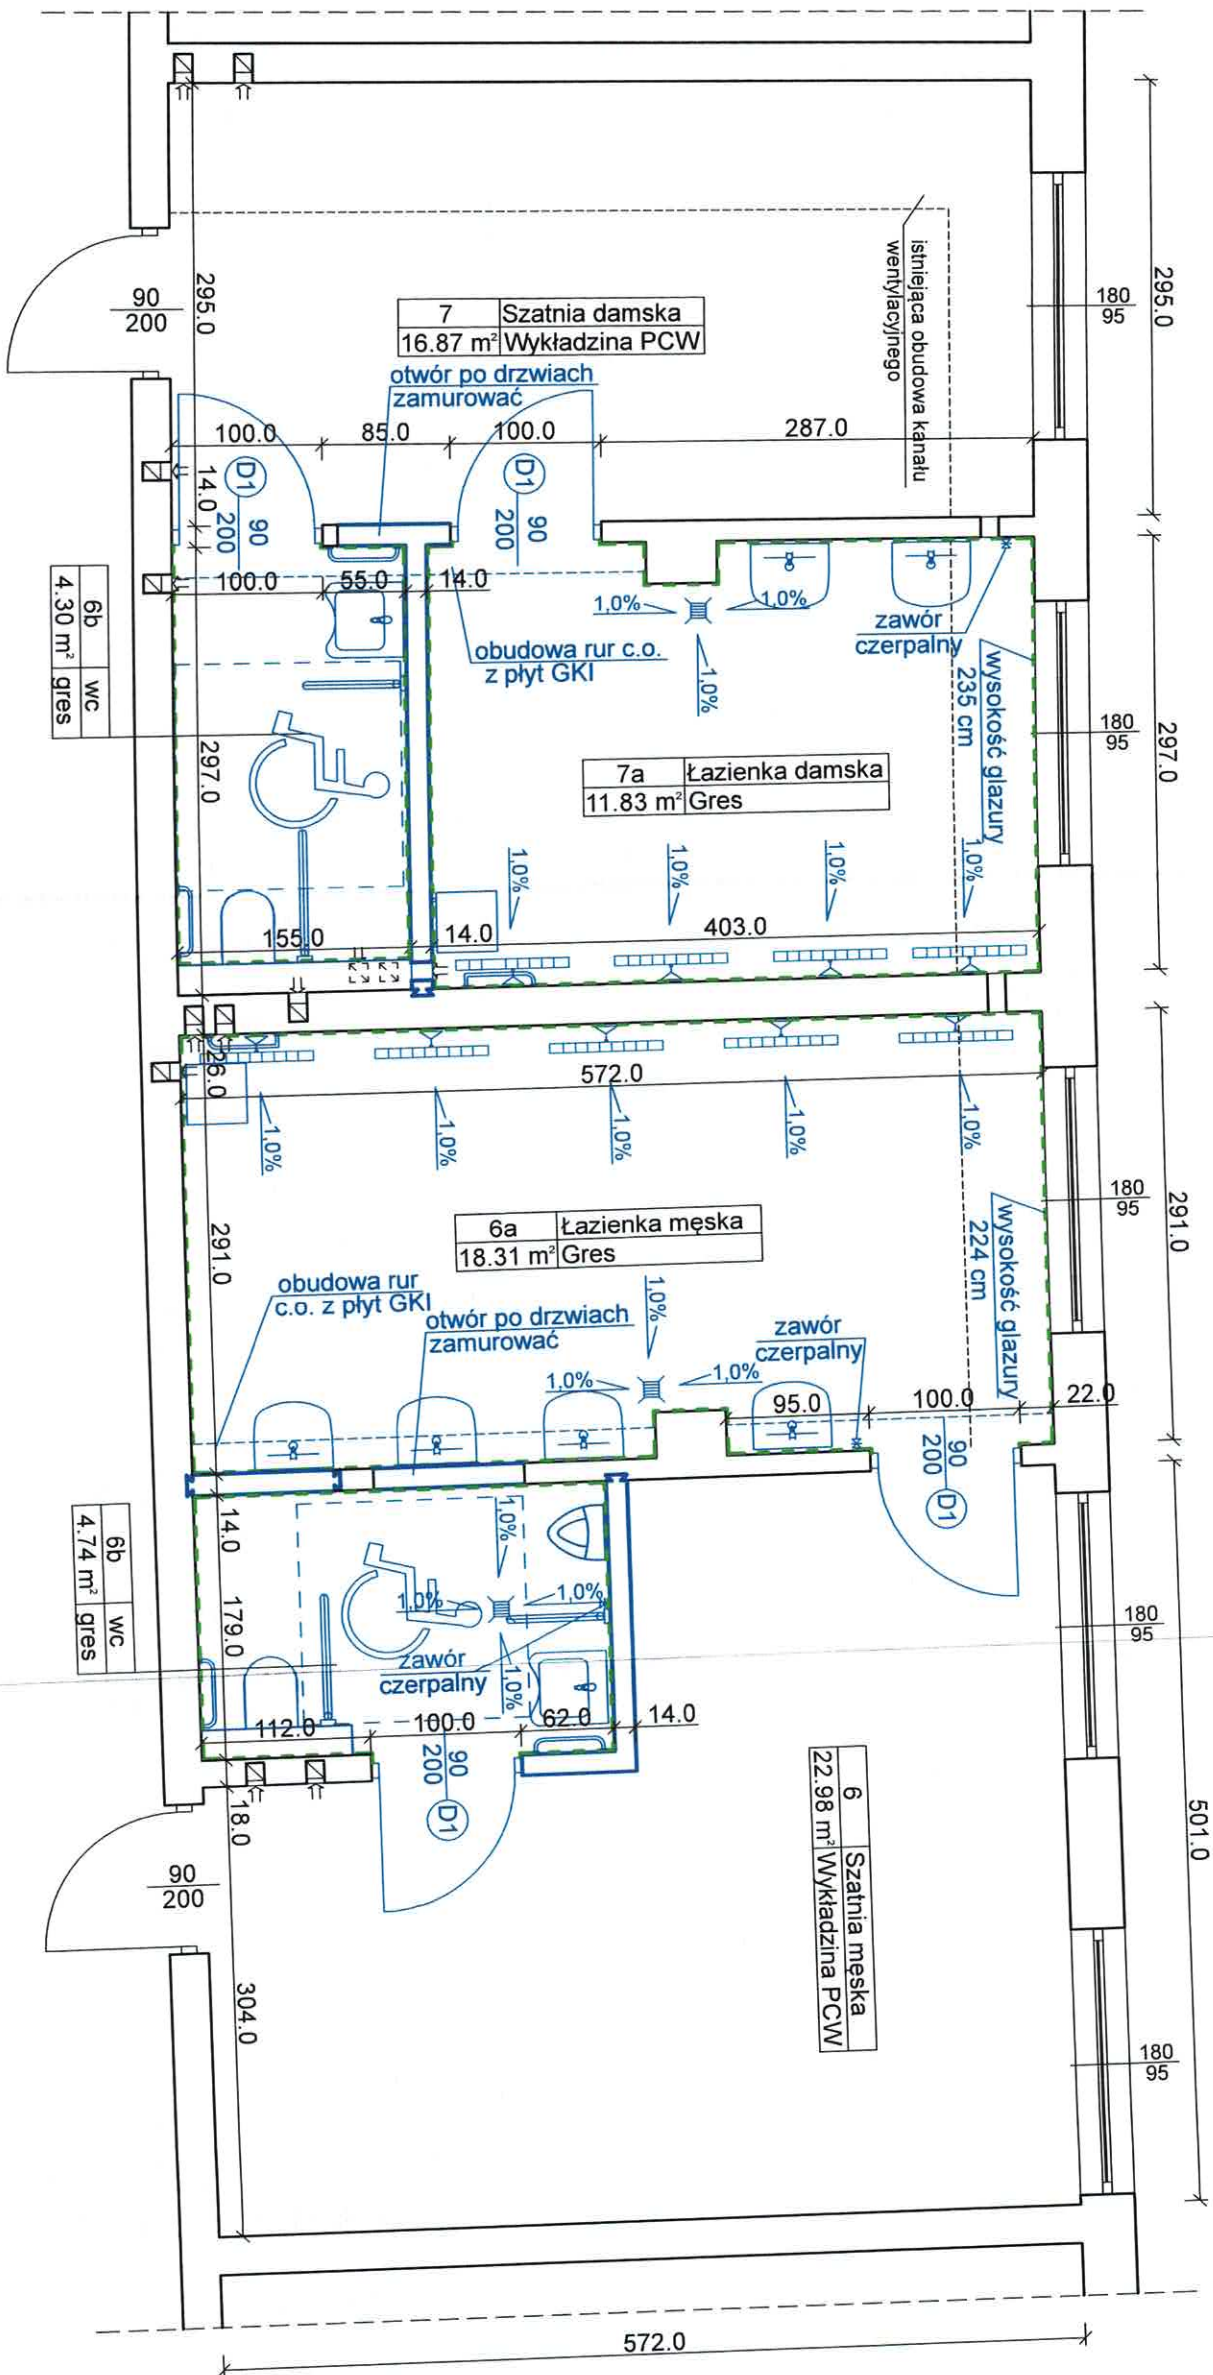 295.0
180
95
istniejąca obudowa kanału
wentylacyjnego
90
200
295.0
7 Szatnia damska
16.87 m² Wykładzina PCW
otwór po drzwiach
zamurować
100.0 85.0 100.0 287.0
14.0
D1 90
200
D1 90
200
100.0 55.0 14.0
1,0% 1,0%
1,0%
zawór
czerpalny
obudowa rur c.o.
z płyt GKI
wysokość glazury
235 cm
6b wc
4.30 m² gres
180
95
297.0
297.0
7a Łazienka damska
11.83 m² Gres
1,0% 1,0% 1,0% 1,0%
155.0 14.0 403.0
26.0
572.0
1,0% 1,0% 1,0% 1,0% 1,0%
180
95
291.0
291.0
6a Łazienka męska
18.31 m² Gres
wysokość glazury
224 cm
obudowa rur
c.o. z płyt GKI
otwór po drzwiach
zamurować
1,0%
zawór
czerpalny
1,0% 1,0%
95.0 100.0 22.0
90
200 D1
14.0
1,0%
6b wc
4.74 m² gres
179.0
1,0% 1,0%
zawór
czerpalny
1,0%
180
95
112.0 100.0 62.0 14.0
90
200 D1
18.0
6 Szatnia męska
22.98 m² Wykładzina PCW
501.0
90
200
304.0
180
95
572.0